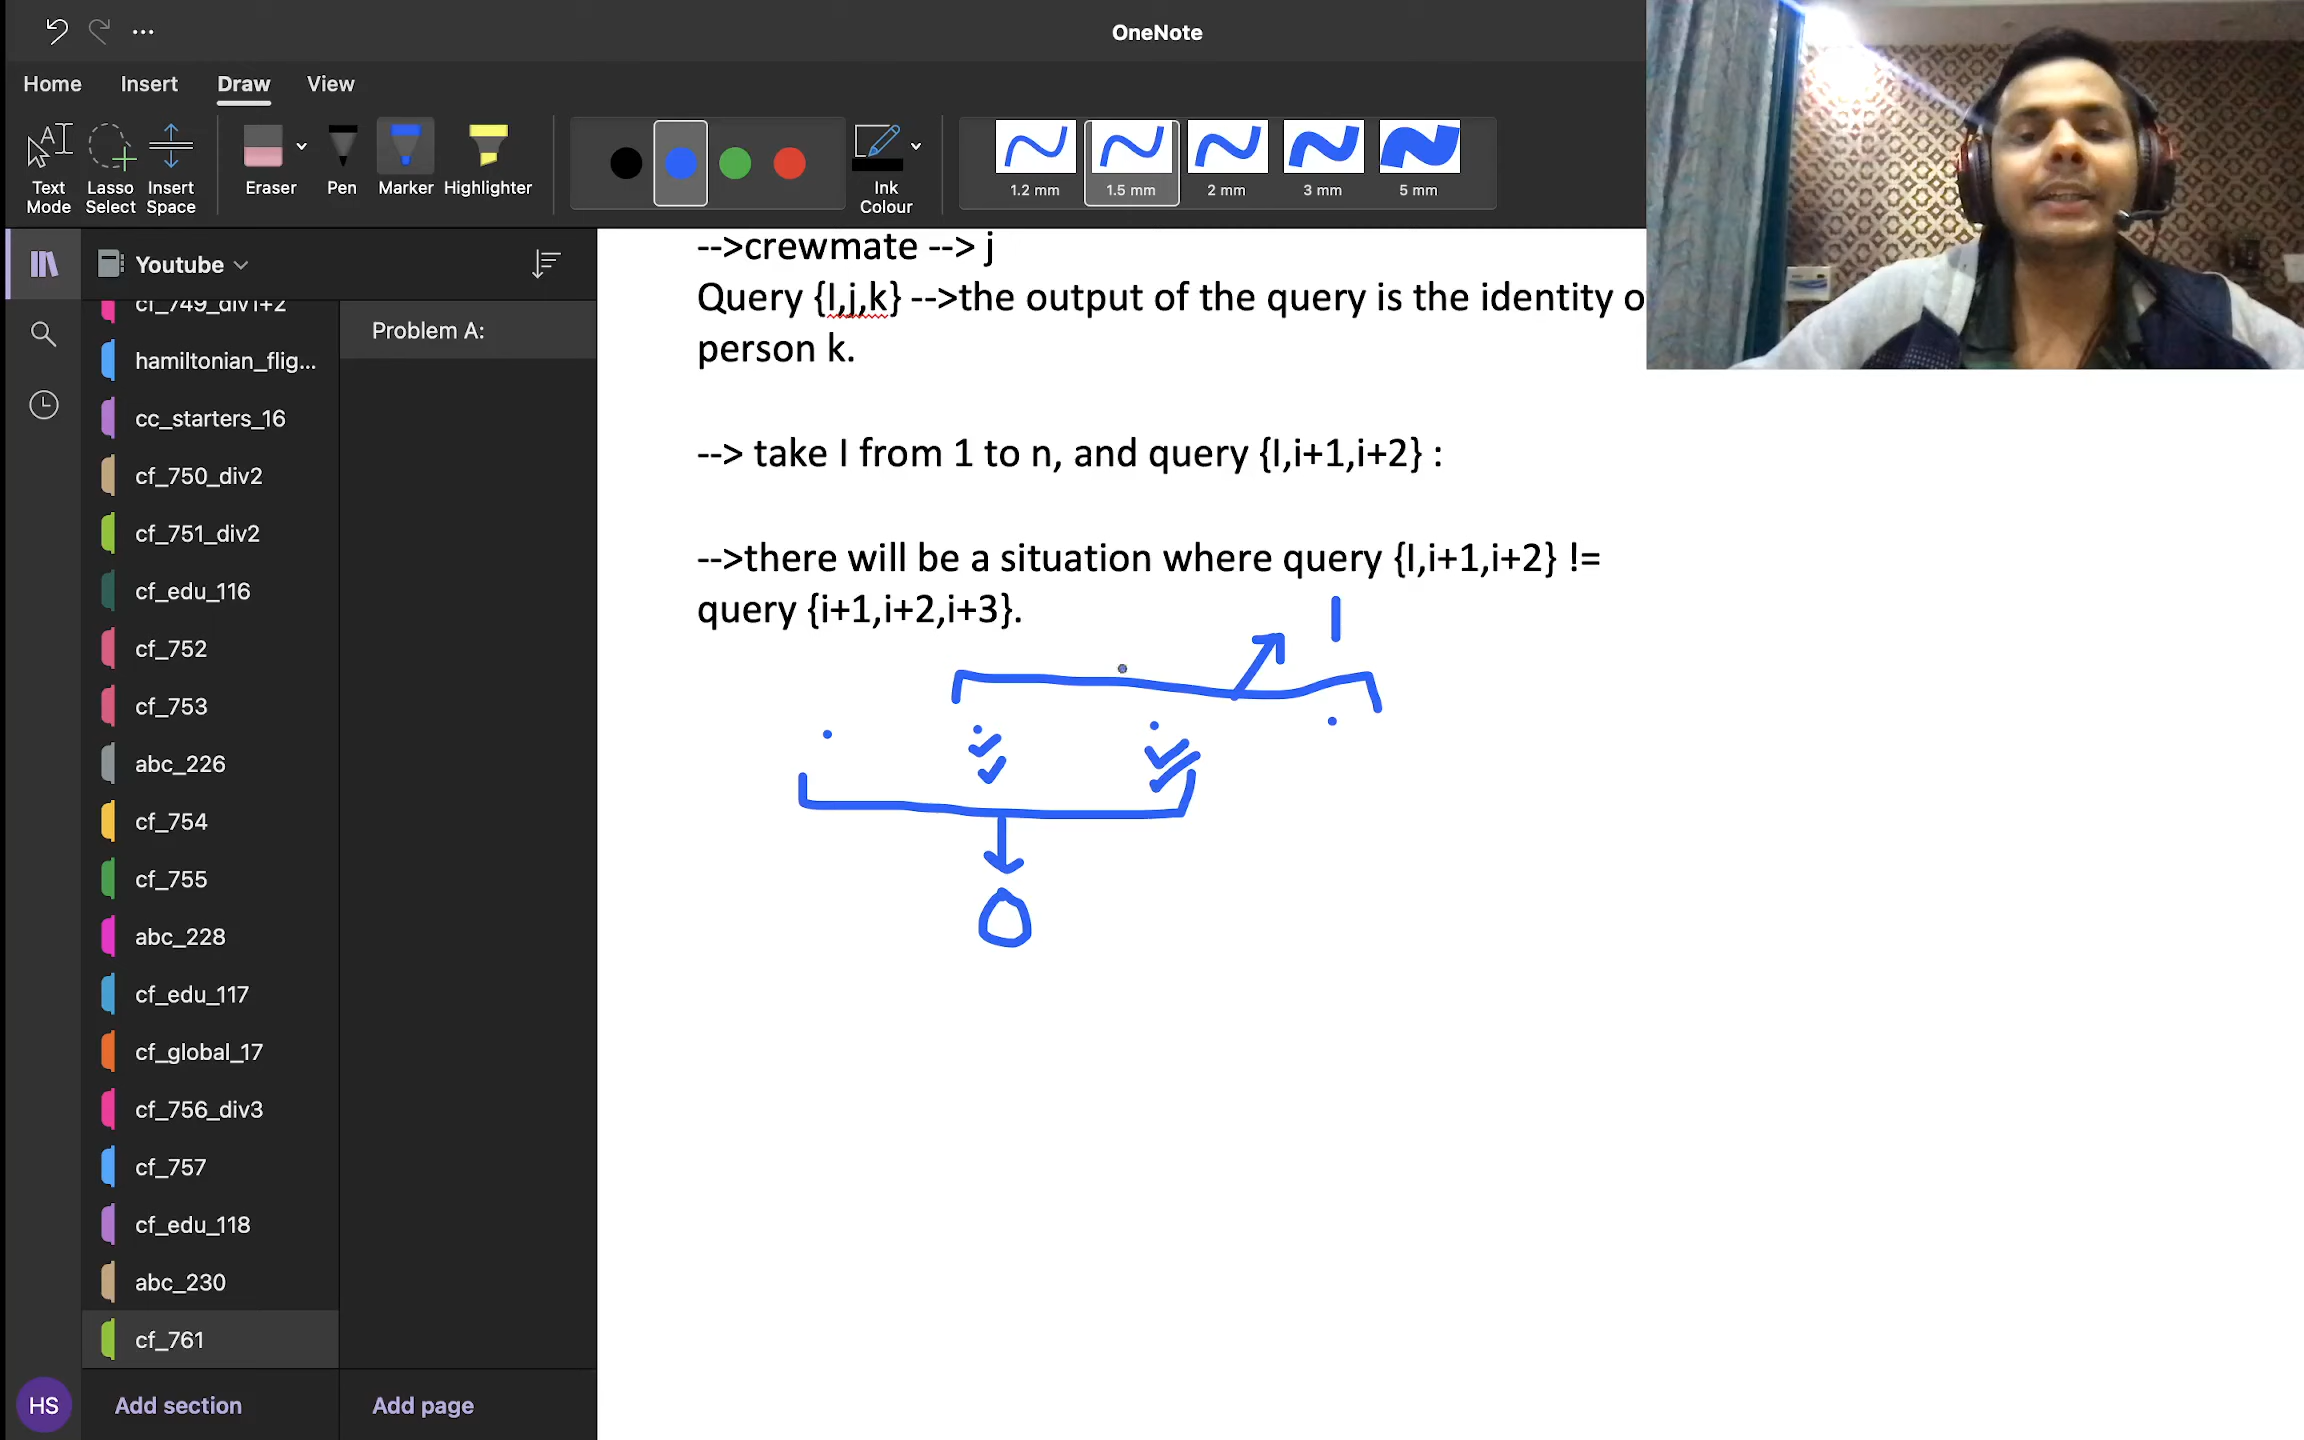 OneNote
Home Insert Draw View
Text Mode
Lasso Select
Insert Space
Eraser
Pen
Marker
Highlighter
Ink Colour
1.2 mm
1.5 mm
2 mm
3 mm
5 mm
Youtube
cf_749_div1+2
hamiltonian_flig...
cc_starters_16
cf_750_div2
cf_751_div2
cf_edu_116
cf_752
cf_753
abc_226
cf_754
cf_755
abc_228
cf_edu_117
cf_global_17
cf_756_div3
cf_757
cf_edu_118
abc_230
cf_761
HS
Add section
Problem A:
Add page
-->crewmate --> j
Query {I,j,k} -->the output of the query is the identity o
person k.
--> take I from 1 to n, and query {I,i+1,i+2} :
-->there will be a situation where query {I,i+1,i+2} !=
query {i+1,i+2,i+3}.
1
0